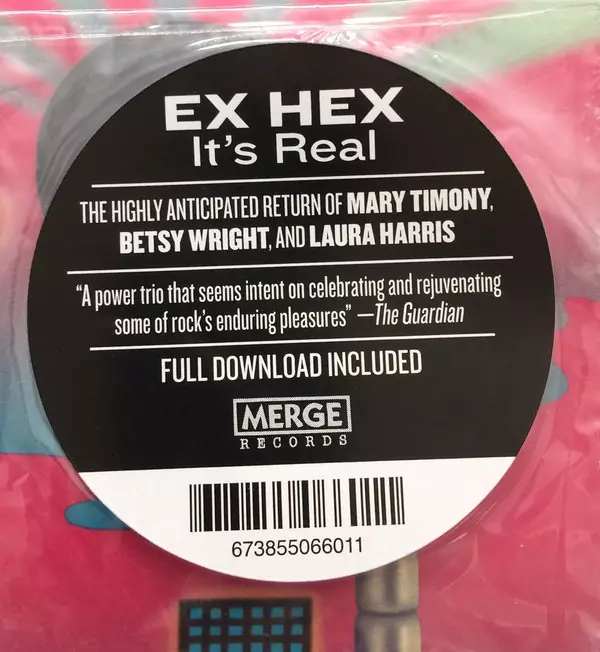 EX HEX
It's Real
THE HIGHLY ANTICIPATED RETURN OF MARY TIMONY,
BETSY WRIGHT, AND LAURA HARRIS
“A power trio that seems intent on celebrating and rejuvenating
some of rock's enduring pleasures” —The Guardian
FULL DOWNLOAD INCLUDED
MERGE
RECORDS
673855066011